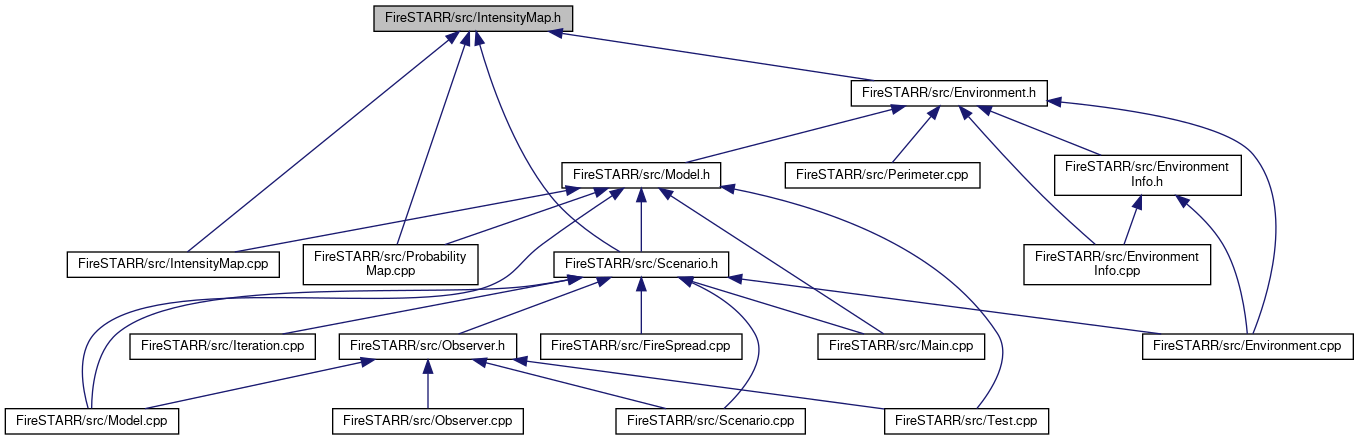 FireSTARR/src/IntensityMap.h
FireSTARR/src/Environment.h
FireSTARR/src/Model.h
FireSTARR/src/Perimeter.cpp
FireSTARR/src/Environment
Info.h
FireSTARR/src/IntensityMap.cpp
FireSTARR/src/Probability
Map.cpp
FireSTARR/src/Scenario.h
FireSTARR/src/Environment
Info.cpp
FireSTARR/src/Iteration.cpp
FireSTARR/src/Observer.h
FireSTARR/src/FireSpread.cpp
FireSTARR/src/Main.cpp
FireSTARR/src/Environment.cpp
FireSTARR/src/Model.cpp
FireSTARR/src/Observer.cpp
FireSTARR/src/Scenario.cpp
FireSTARR/src/Test.cpp